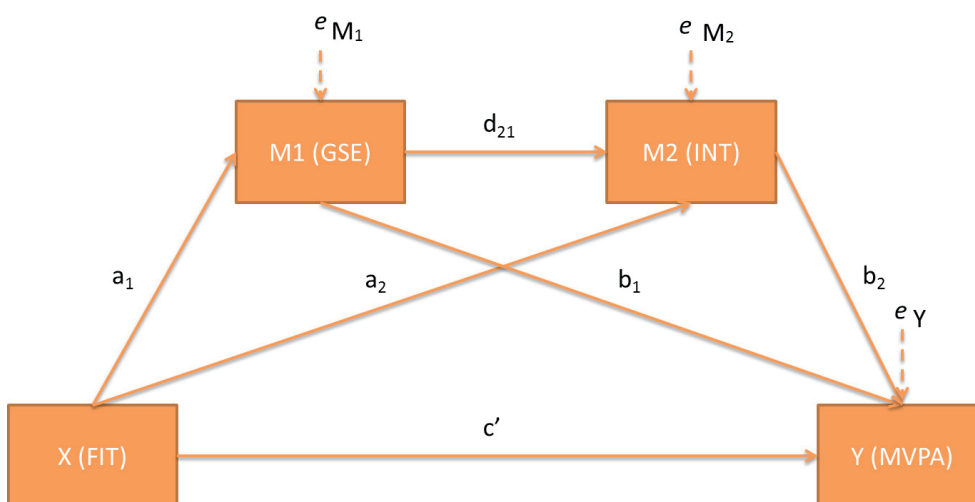 e M₁
e M₂
d₂₁
M1 (GSE)
M2 (INT)
a₁
a₂
b₁
b₂
e Y
c’
X (FIT)
Y (MVPA)